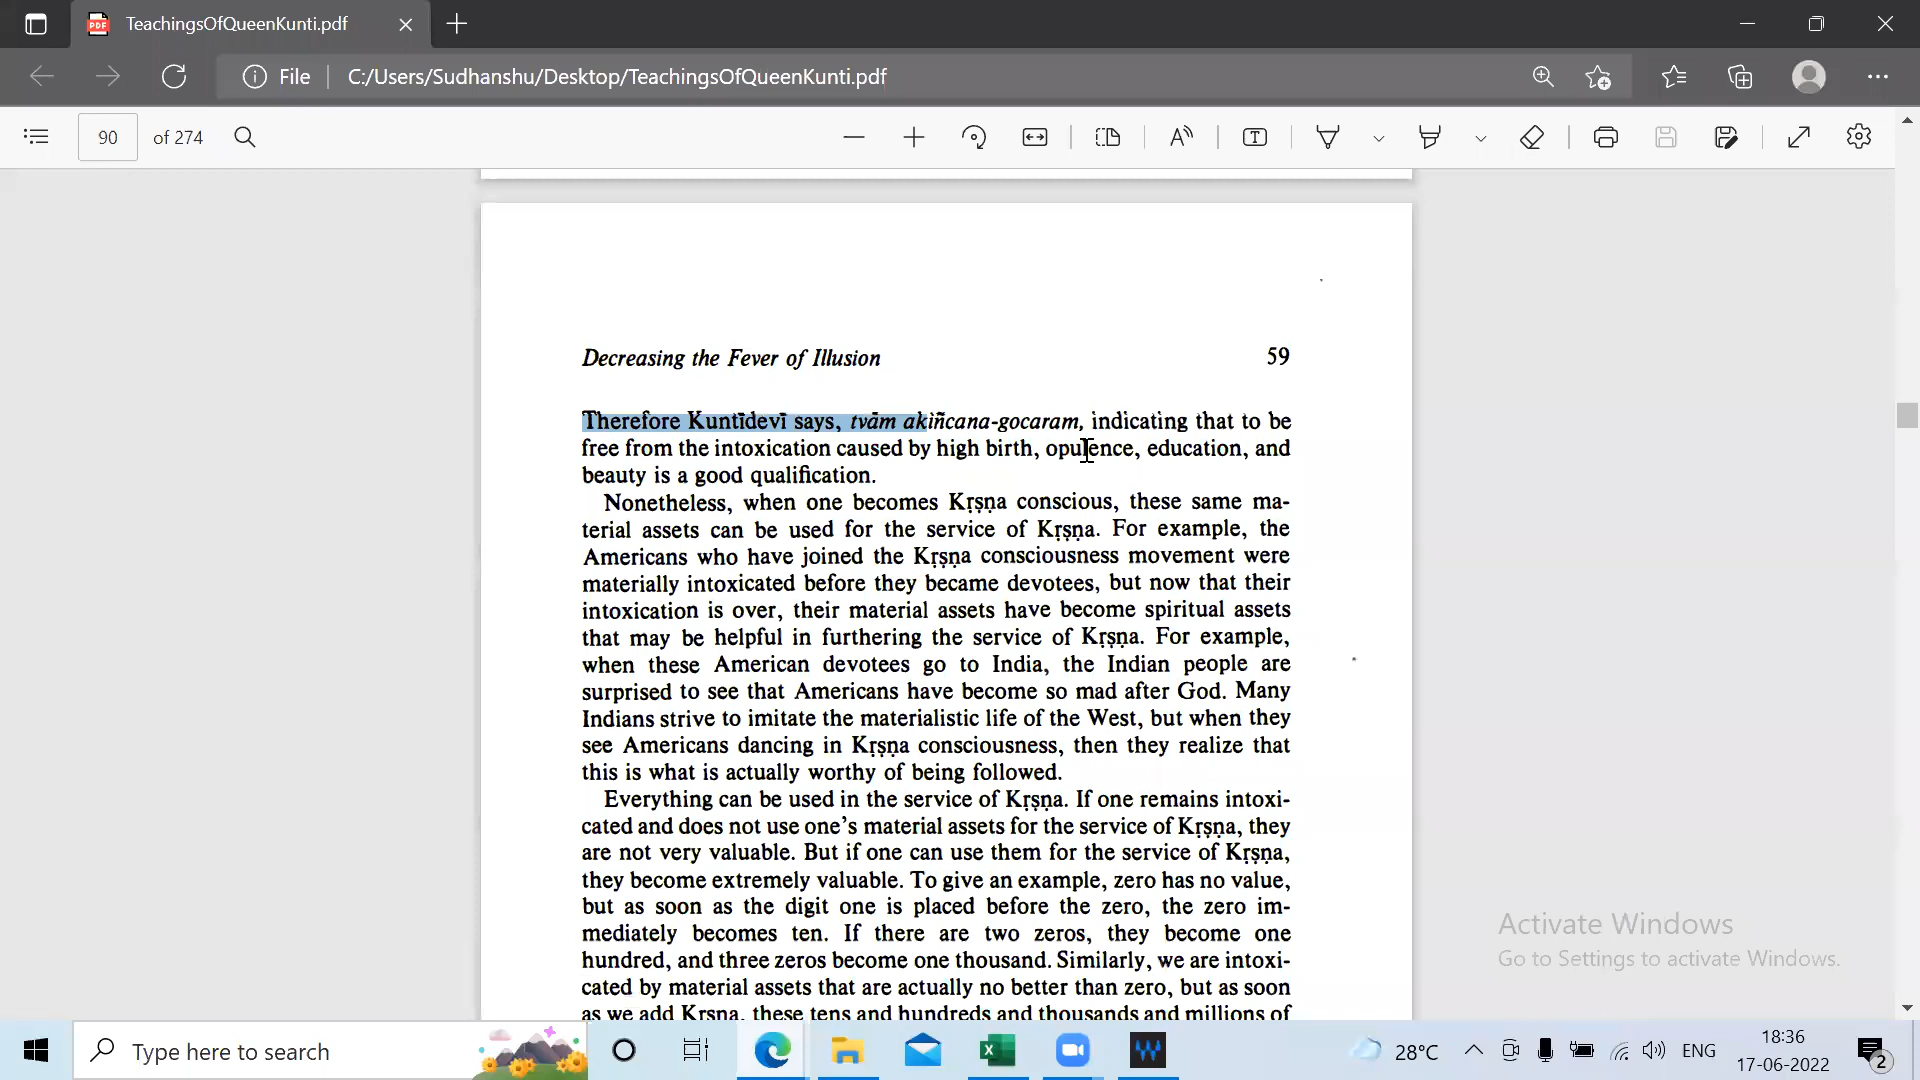 TeachingsOfQueenKunti.pdf
File
C:/Users/Sudhanshu/Desktop/TeachingsOfQueenKunti.pdf
90 of 274
Decreasing the Fever of Illusion 59
Therefore Kuntīdevī says, tvām akiñcana-gocaram, indicating that to be
free from the intoxication caused by high birth, opulence, education, and
beauty is a good qualification.
Nonetheless, when one becomes Kṛṣṇa conscious, these same ma-
terial assets can be used for the service of Kṛṣṇa. For example, the
Americans who have joined the Kṛṣṇa consciousness movement were
materially intoxicated before they became devotees, but now that their
intoxication is over, their material assets have become spiritual assets
that may be helpful in furthering the service of Kṛṣṇa. For example,
when these American devotees go to India, the Indian people are
surprised to see that Americans have become so mad after God. Many
Indians strive to imitate the materialistic life of the West, but when they
see Americans dancing in Kṛṣṇa consciousness, then they realize that
this is what is actually worthy of being followed.
Everything can be used in the service of Kṛṣṇa. If one remains intoxi-
cated and does not use one's material assets for the service of Kṛṣṇa, they
are not very valuable. But if one can use them for the service of Kṛṣṇa,
they become extremely valuable. To give an example, zero has no value,
but as soon as the digit one is placed before the zero, the zero im-
mediately becomes ten. If there are two zeros, they become one
hundred, and three zeros become one thousand. Similarly, we are intoxi-
cated by material assets that are actually no better than zero, but as soon
as we add Kṛṣṇa, these tens and hundreds and thousands and millions of
Activate Windows
Go to Settings to activate Windows.
Type here to search
28°C
ENG
18:36
17-06-2022
2